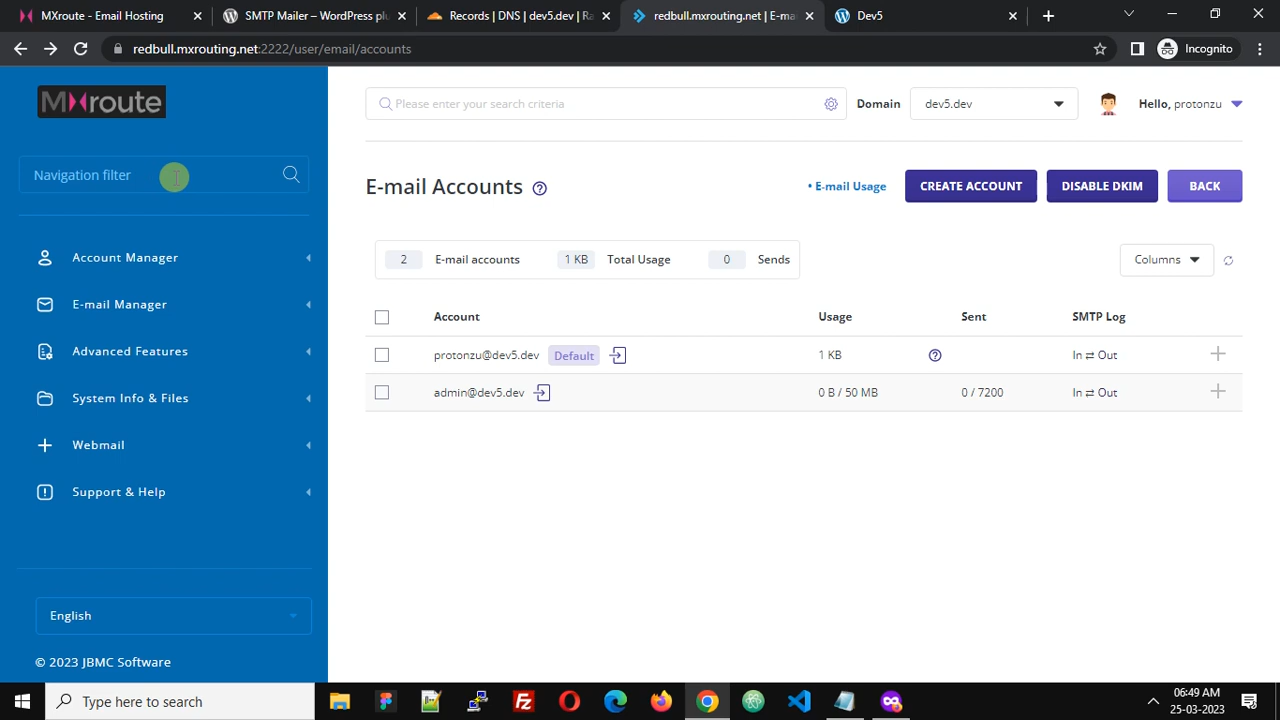 MXroute - Email Hosting
SMTP Mailer – WordPress plu
Records | DNS | dev5.dev | Ra
redbull.mxrouting.net | E-ma
Dev5
redbull.mxrouting.net:2222/user/email/accounts
Incognito
MXroute
Please enter your search criteria
Domain
dev5.dev
Hello, protonzu
Navigation filter
E-mail Accounts
• E-mail Usage
CREATE ACCOUNT
DISABLE DKIM
BACK
Account Manager
E-mail Manager
Advanced Features
System Info & Files
Webmail
Support & Help
2 E-mail accounts 1 KB Total Usage 0 Sends
Columns
Account Usage Sent SMTP Log
protonzu@dev5.dev Default 1 KB In ⇄ Out
admin@dev5.dev 0 B / 50 MB 0 / 7200 In ⇄ Out
English
© 2023 JBMC Software
Type here to search
06:49 AM
25-03-2023